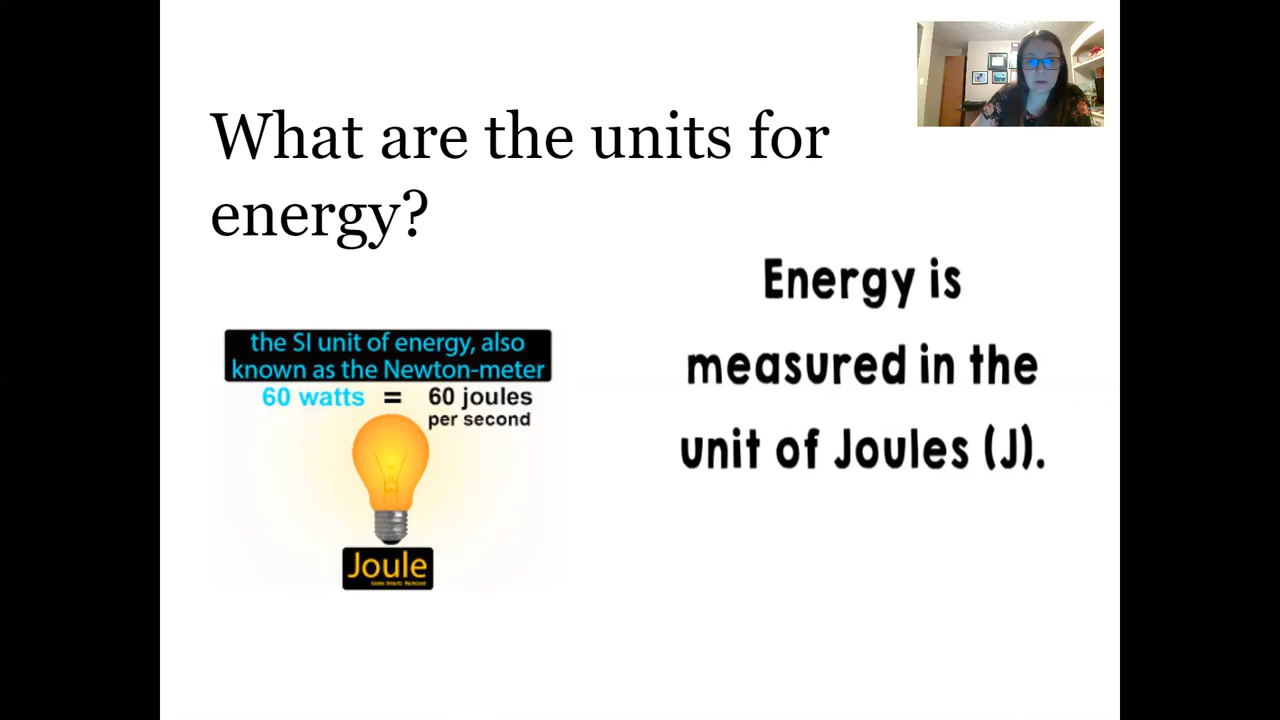 What are the units for
energy?
Energy is
measured in the
unit of Joules (J).
the SI unit of energy, also
known as the Newton-meter
60 watts = 60 joules
per second
Joule